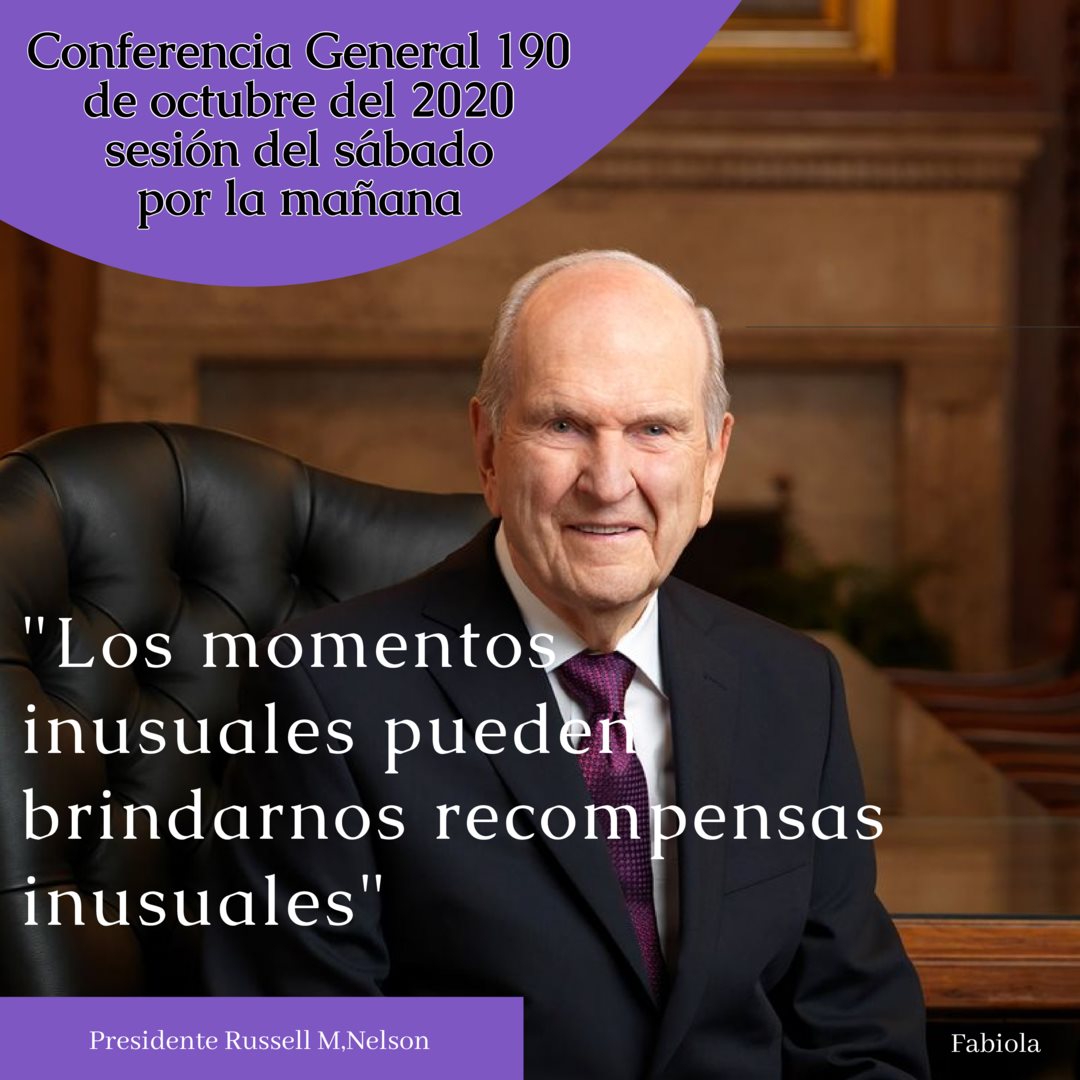 Conferencia General 190
de octubre del 2020
sesión del sábado
por la mañana
"Los momentos
inusuales pueden
brindarnos recompensas
inusuales"
Presidente Russell M,Nelson
Fabiola